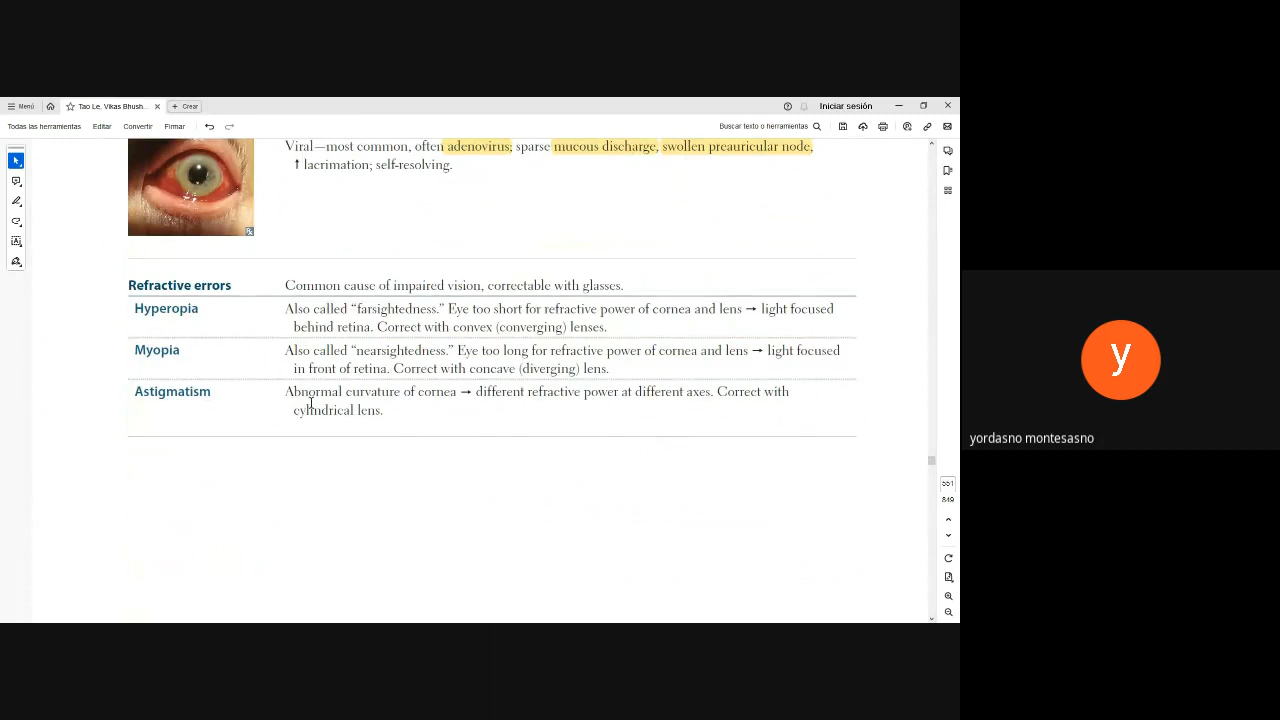 Menú
Tao Le, Vikas Bhush...
Crear
Iniciar sesión
Todas las herramientas
Editar
Convertir
Firmar
Buscar texto o herramientas
Viral—most common, often adenovirus; sparse mucous discharge, swollen preauricular node,
↑ lacrimation; self-resolving.
Refractive errors
Common cause of impaired vision, correctable with glasses.
Hyperopia
Also called “farsightedness.” Eye too short for refractive power of cornea and lens → light focused
behind retina. Correct with convex (converging) lenses.
Myopia
Also called “nearsightedness.” Eye too long for refractive power of cornea and lens → light focused
in front of retina. Correct with concave (diverging) lens.
Astigmatism
Abnormal curvature of cornea → different refractive power at different axes. Correct with
cylindrical lens.
551
849
y
yordasno montesasno